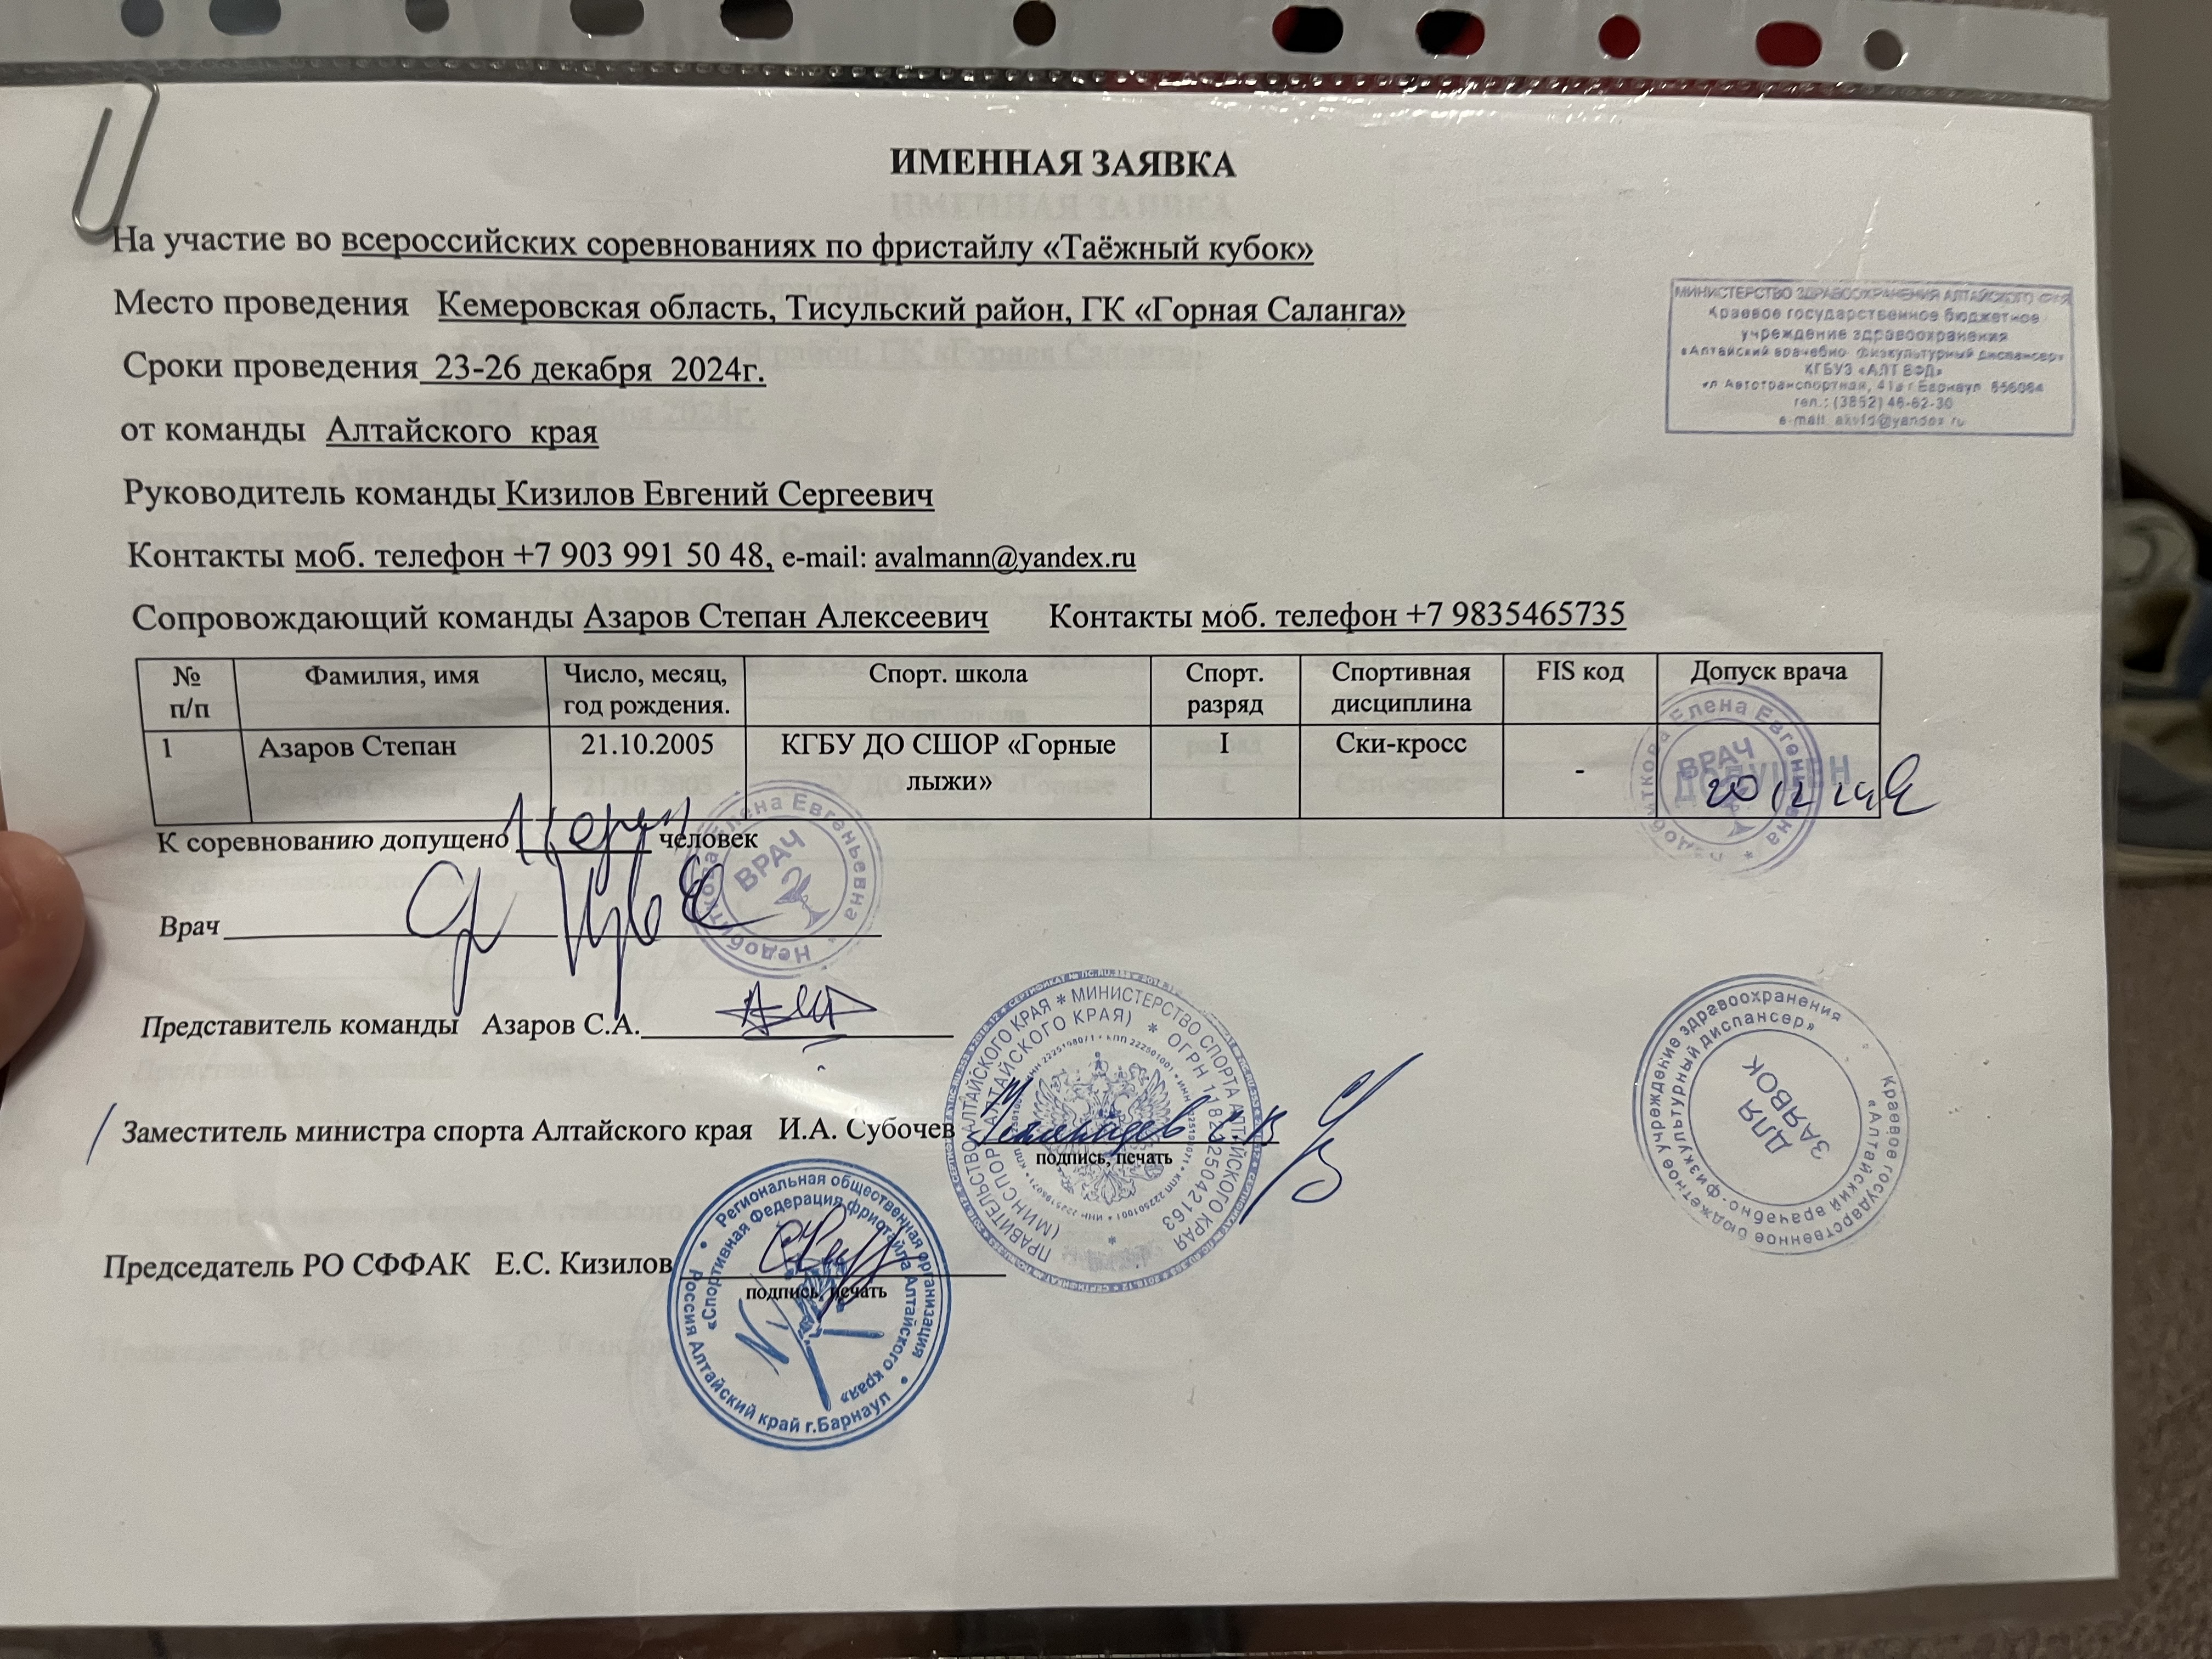 ИМЕННАЯ ЗАЯВКА
На участие во всероссийских соревнованиях по фристайлу «Таёжный кубок»
Место проведения Кемеровская область, Тисульский район, ГК «Горная Саланга»
Сроки проведения 23-26 декабря 2024г.
от команды Алтайского края
Руководитель команды Кизилов Евгений Сергеевич
Контакты моб. телефон +7 903 991 50 48, e-mail: avalmann@yandex.ru
Сопровождающий команды Азаров Степан Алексеевич Контакты моб. телефон +7 9835465735
МИНИСТЕРСТВО ЗДРАВООХРАНЕНИЯ АЛТАЙСКОГО КРАЯ
Краевое государственное бюджетное
учреждение здравоохранения
«Алтайский врачебно-физкультурный диспансер»
КГБУЗ «АЛТ ВФД»
ул Автотранспортная, 41а г Барнаул 656064
тел.: (3852) 46-62-30
e-mail: akvfd@yandex.ru
№ п/п Фамилия, имя Число, месяц, год рождения. Спорт. школа Спорт. разряд Спортивная дисциплина FIS код Допуск врача
1 Азаров Степан 21.10.2005 КГБУ ДО СШОР «Горные лыжи» I Ски-кросс -
Недобиткова Елена Евгеньевна
ВРАЧ
ДОПУЩЕН
20 12 24
К соревнованию допущено человек
Врач
Недобиткова Елена Евгеньевна
ВРАЧ
Представитель команды Азаров С.А.
Заместитель министра спорта Алтайского края И.А. Субочев
подпись, печать
ПРАВИТЕЛЬСТВО АЛТАЙСКОГО КРАЯ * МИНИСТЕРСТВО СПОРТА АЛТАЙСКОГО КРАЯ
(МИНСПОРТ АЛТАЙСКОГО КРАЯ) * ОГРН 1182225042163
Председатель РО СФФАК Е.С. Кизилов
подпись, печать
Региональная общественная организация
«Спортивная Федерация фристайла Алтайского края»
Россия Алтайский край г.Барнаул
Краевое государственное бюджетное учреждение здравоохранения
«Алтайский врачебно-физкультурный диспансер»
ДЛЯ
ЗАЯВОК